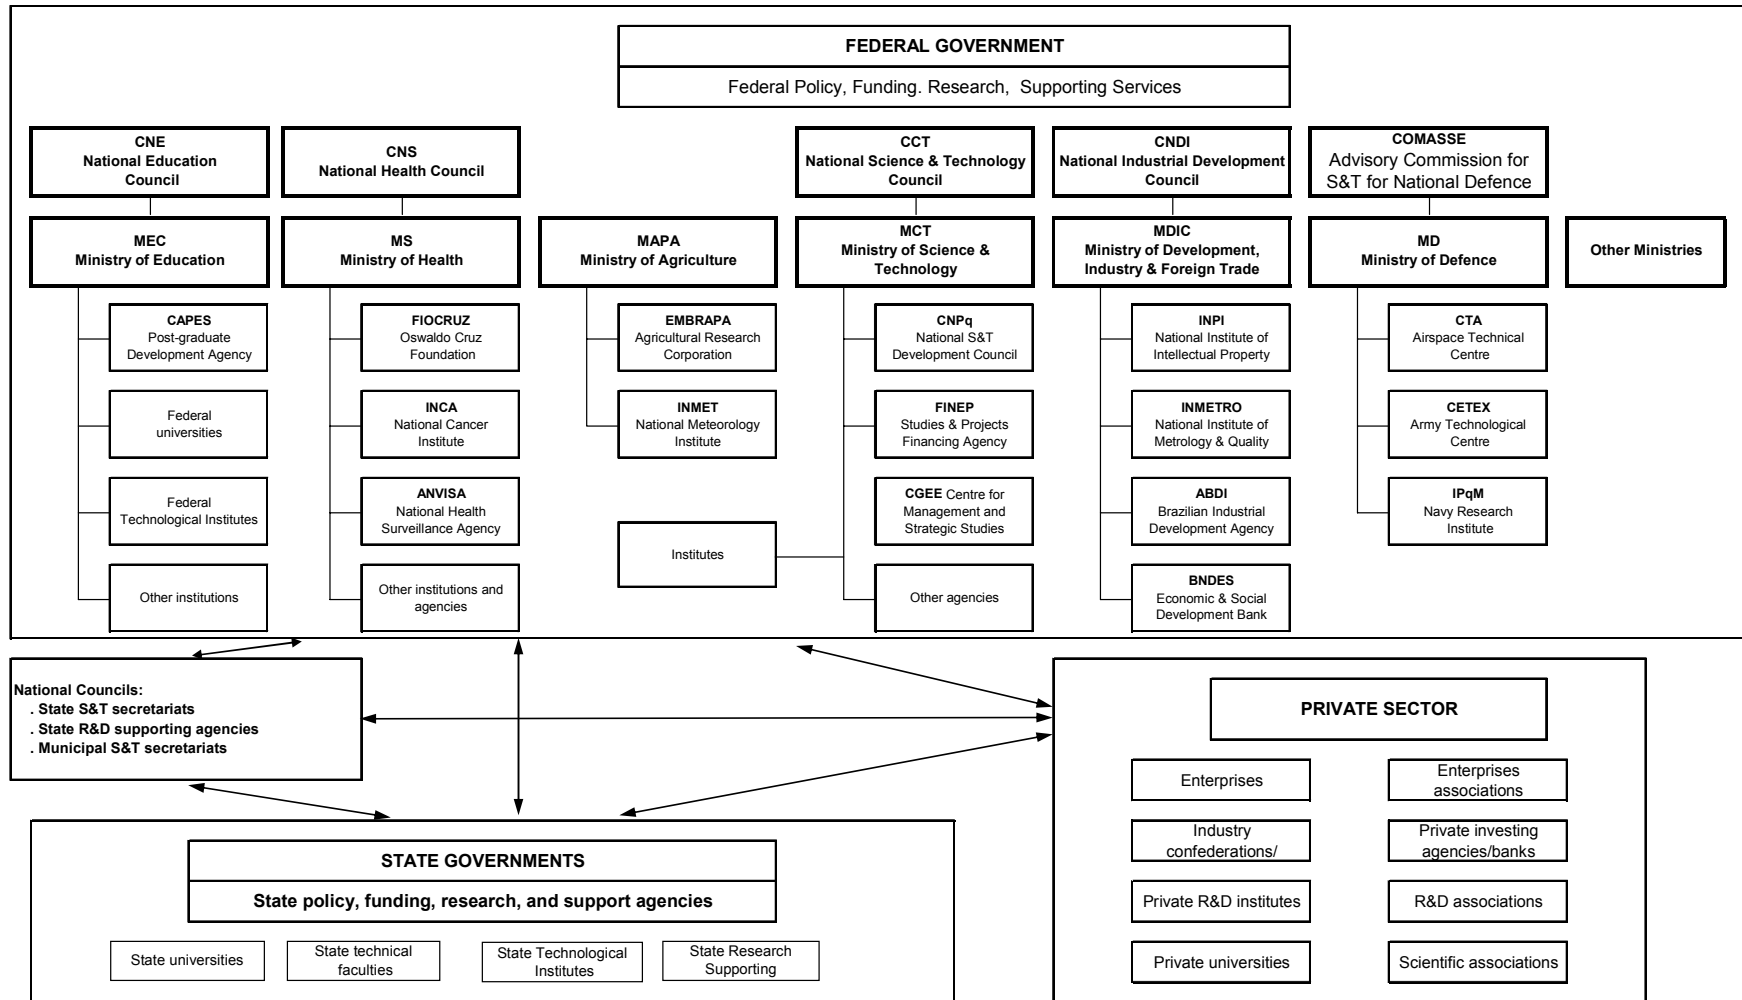 FEDERAL GOVERNMENT
Federal Policy, Funding. Research, Supporting Services
CNE
National Education
Council
CNS
National Health Council
CCT
National Science & Technology
Council
CNDI
National Industrial Development
Council
COMASSE
Advisory Commission for
S&T for National Defence
MEC
Ministry of Education
MS
Ministry of Health
MAPA
Ministry of Agriculture
MCT
Ministry of Science &
Technology
MDIC
Ministry of Development,
Industry & Foreign Trade
MD
Ministry of Defence
Other Ministries
CAPES
Post-graduate
Development Agency
FIOCRUZ
Oswaldo Cruz
Foundation
EMBRAPA
Agricultural Research
Corporation
CNPq
National S&T
Development Council
INPI
National Institute of
Intellectual Property
CTA
Airspace Technical
Centre
Federal
universities
INCA
National Cancer
Institute
INMET
National Meteorology
Institute
FINEP
Studies & Projects
Financing Agency
INMETRO
National Institute of
Metrology & Quality
CETEX
Army Technological
Centre
Federal
Technological Institutes
ANVISA
National Health
Surveillance Agency
Institutes
CGEE Centre for
Management and
Strategic Studies
ABDI
Brazilian Industrial
Development Agency
IPqM
Navy Research
Institute
Other institutions
Other institutions and
agencies
Other agencies
BNDES
Economic & Social
Development Bank
National Councils:
. State S&T secretariats
. State R&D supporting agencies
. Municipal S&T secretariats
PRIVATE SECTOR
Enterprises
Enterprises
associations
Industry
confederations/
Private investing
agencies/banks
Private R&D institutes
R&D associations
Private universities
Scientific associations
STATE GOVERNMENTS
State policy, funding, research, and support agencies
State universities
State technical
faculties
State Technological
Institutes
State Research
Supporting